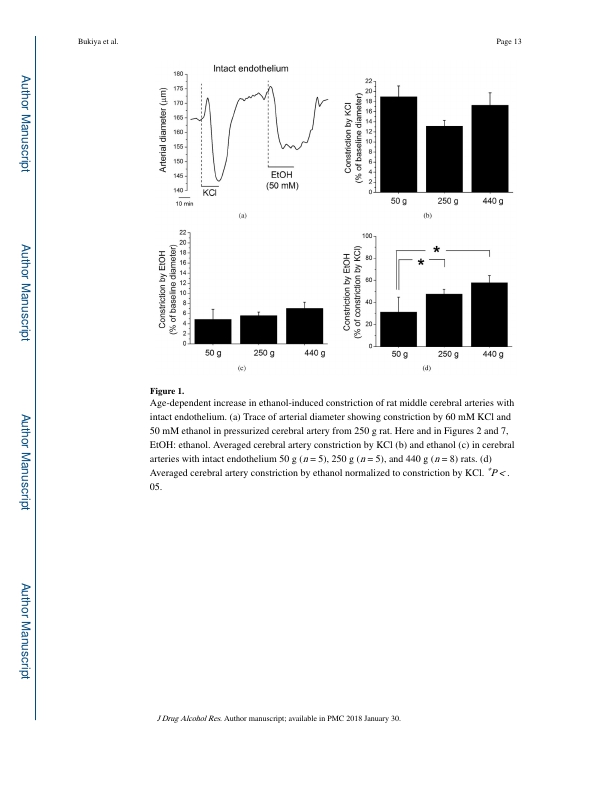 Bukiya et al.
Page 13
Author Manuscript
Author Manuscript
Author Manuscript
Author Manuscript
Intact endothelium
Arterial diameter (μm)
180
175
170
165
160
155
150
145
140
10 min
KCl
EtOH
(50 mM)
(a)
Constriction by KCl
(% of baseline diameter)
22
20
18
16
14
12
10
8
6
4
2
0
50 g 250 g 440 g
(b)
Constriction by EtOH
(% of baseline diameter)
22
20
18
16
14
12
10
8
6
4
2
0
50 g 250 g 440 g
(c)
Constriction by EtOH
(% of constriction by KCl)
100
80
60
40
20
0
*
*
50 g 250 g 440 g
(d)
Figure 1.
Age-dependent increase in ethanol-induced constriction of rat middle cerebral arteries with
intact endothelium. (a) Trace of arterial diameter showing constriction by 60 mM KCl and
50 mM ethanol in pressurized cerebral artery from 250 g rat. Here and in Figures 2 and 7,
EtOH: ethanol. Averaged cerebral artery constriction by KCl (b) and ethanol (c) in cerebral
arteries with intact endothelium 50 g (n = 5), 250 g (n = 5), and 440 g (n = 8) rats. (d)
Averaged cerebral artery constriction by ethanol normalized to constriction by KCl. *P < .
05.
J Drug Alcohol Res. Author manuscript; available in PMC 2018 January 30.